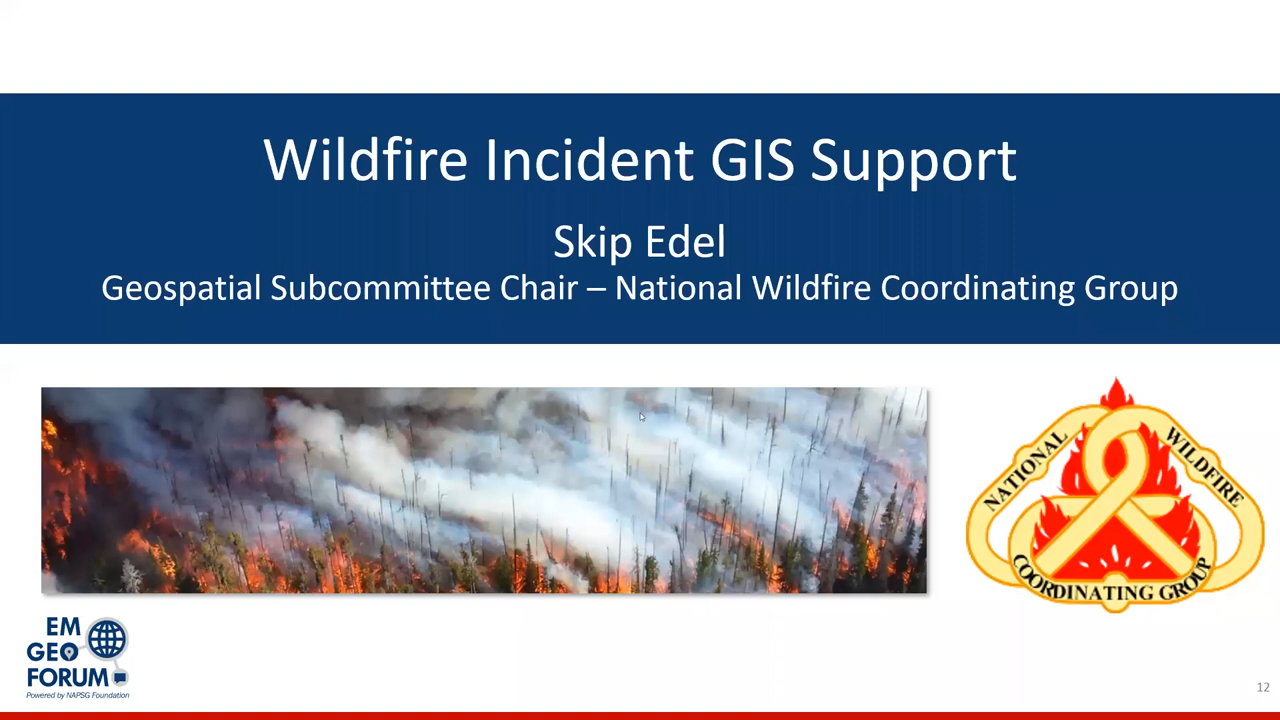 Wildfire Incident GIS Support
Skip Edel
Geospatial Subcommittee Chair – National Wildfire Coordinating Group
NATIONAL
WILDFIRE
COORDINATING GROUP
EM
GEO
FORUM
Powered by NAPSG Foundation
12